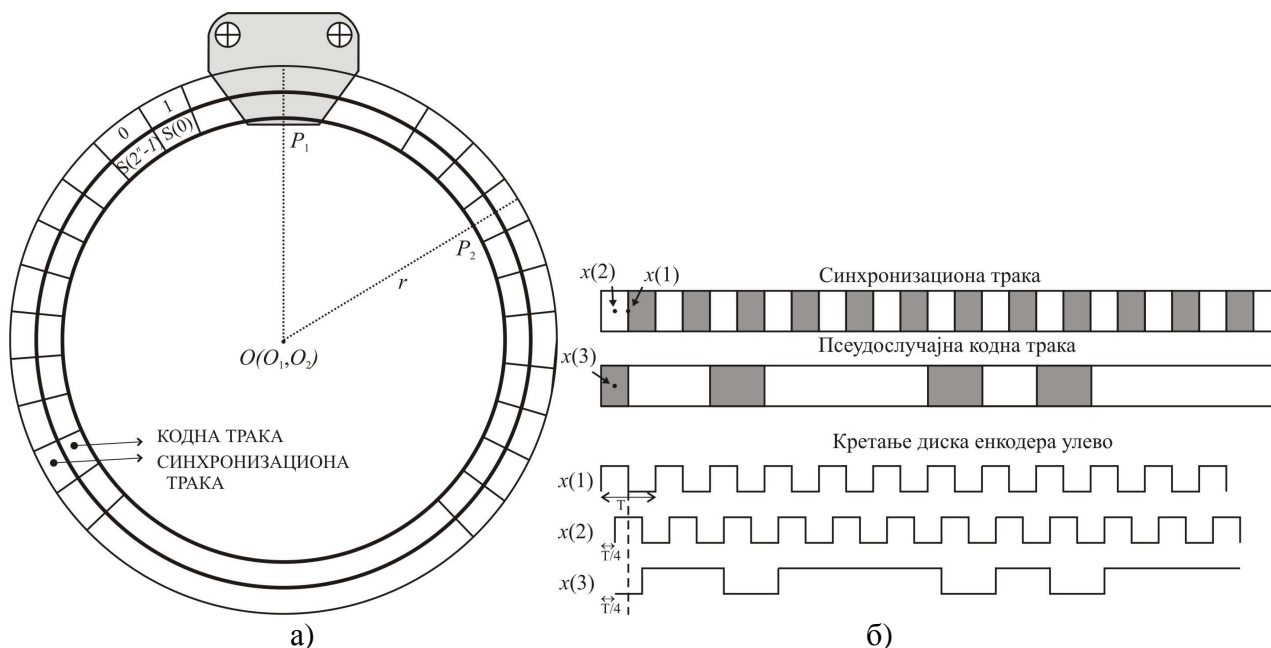 0
1
S(2ⁿ-1)
S(0)
P₁
P₂
r
O(O₁,O₂)
КОДНА ТРАКА
СИНХРОНИЗАЦИОНА
ТРАКА
а)
x(2)
x(1)
Синхронизациона трака
Псеудослучајна кодна трака
x(3)
Кретање диска енкодера улево
x(1)
T
x(2)
T/4
x(3)
T/4
б)